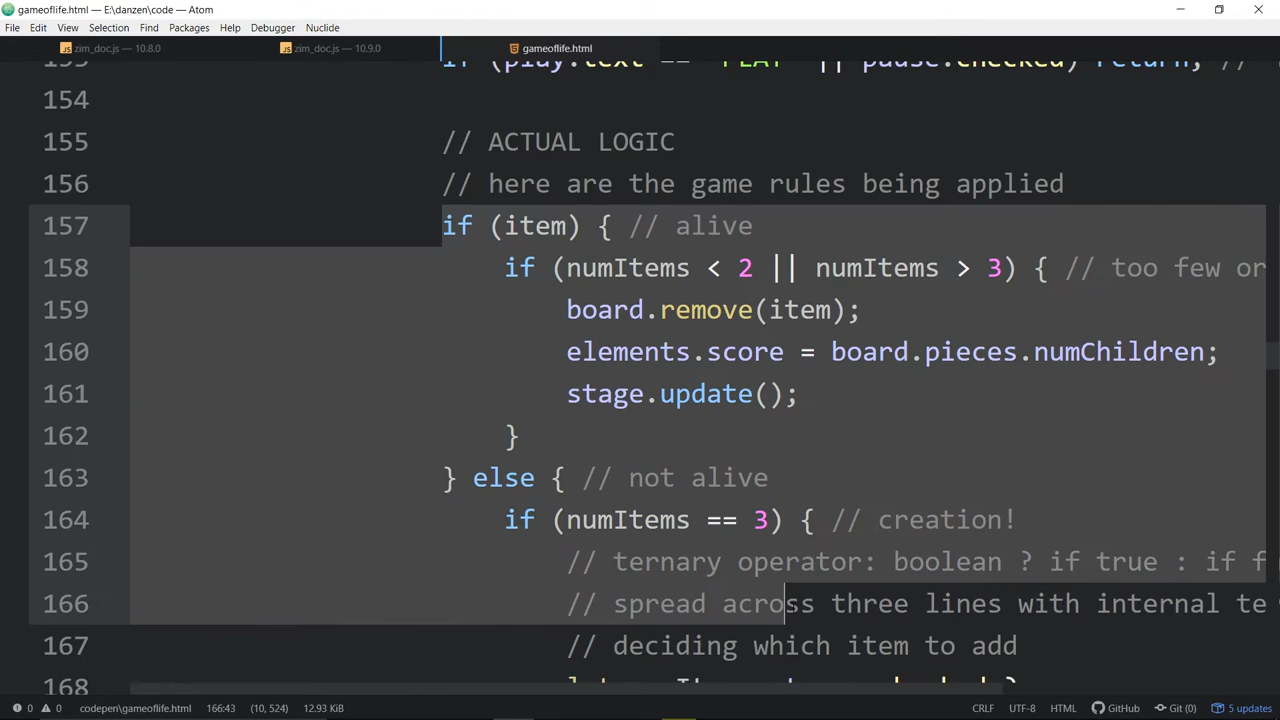 gameoflife.html — E:\danzen\code — Atom
File Edit View Selection Find Packages Help Debugger Nuclide
zim_doc.js — 10.8.0 zim_doc.js — 10.9.0 gameoflife.html
153 if (play.text == "PLAY" || pause.checked) return; //
154
155 // ACTUAL LOGIC
156 // here are the game rules being applied
157 if (item) { // alive
158 if (numItems < 2 || numItems > 3) { // too few or
159 board.remove(item);
160 elements.score = board.pieces.numChildren;
161 stage.update();
162 }
163 } else { // not alive
164 if (numItems == 3) { // creation!
165 // ternary operator: boolean ? if true : if f
166 // spread across three lines with internal te
167 // deciding which item to add
168
0 0 codepen\gameoflife.html 166:43 (10, 524) 12.93 KiB CRLF UTF-8 HTML GitHub Git (0) 5 updates